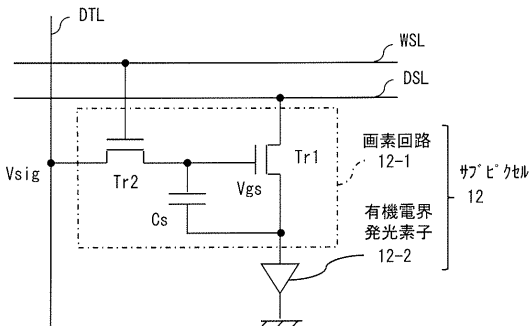 DTL
WSL
DSL
Vsig
Tr2
Cs
Vgs
Tr1
画素回路
12-1
有機電界
発光素子
12-2
サブピクセル
12